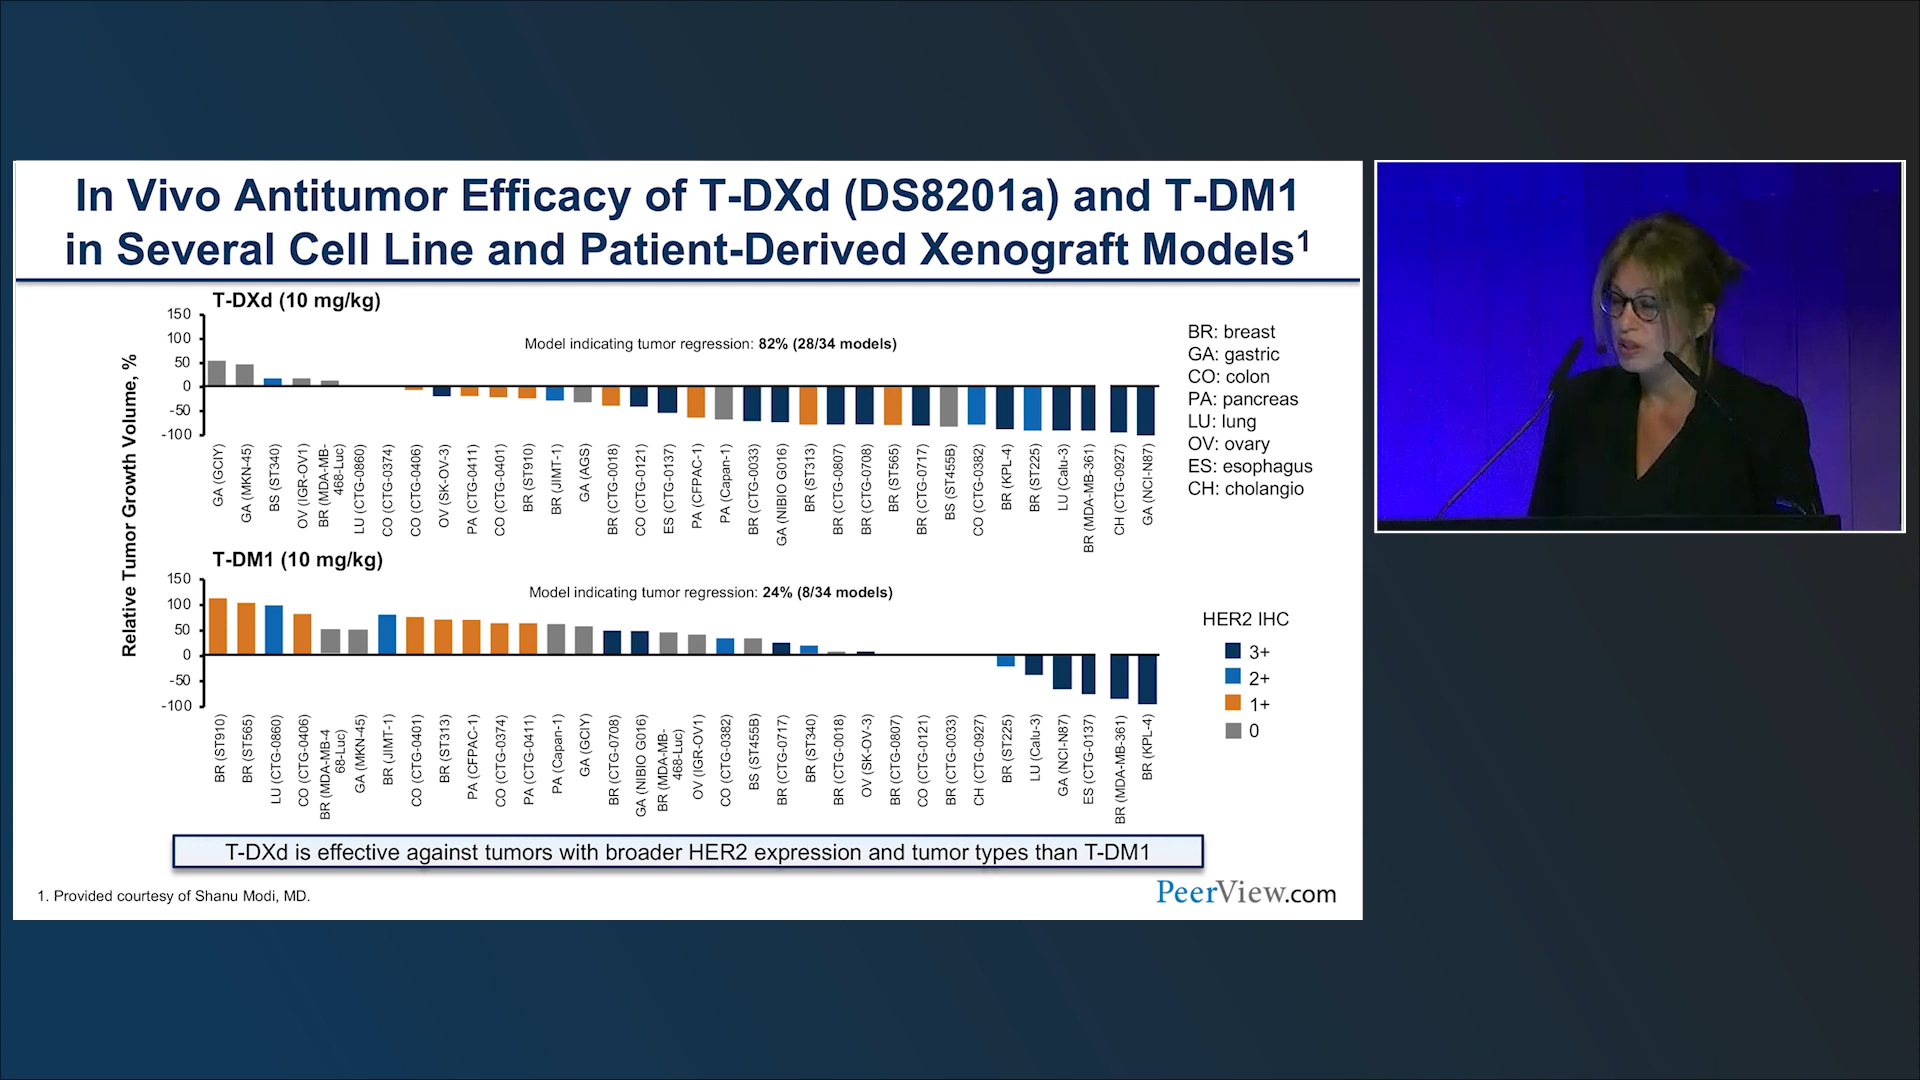 In Vivo Antitumor Efficacy of T-DXd (DS8201a) and T-DM1
in Several Cell Line and Patient-Derived Xenograft Models1
Relative Tumor Growth Volume, %
T-DXd (10 mg/kg)
Model indicating tumor regression: 82% (28/34 models)
150
100
50
0
-50
-100
GA (GCIY)
GA (MKN-45)
BS (ST340)
OV (IGR-OV1)
BR (MDA-MB-
468-Luc)
LU (CTG-0860)
CO (CTG-0374)
CO (CTG-0406)
OV (SK-OV-3)
PA (CTG-0411)
CO (CTG-0401)
BR (ST910)
BR (JIMT-1)
GA (AGS)
BR (CTG-0018)
CO (CTG-0121)
ES (CTG-0137)
PA (CFPAC-1)
PA (Capan-1)
BR (CTG-0033)
GA (NIBIO G016)
BR (ST313)
BR (CTG-0807)
BR (CTG-0708)
BR (ST565)
BR (CTG-0717)
BS (ST455B)
CO (CTG-0382)
BR (KPL-4)
BR (ST225)
LU (Calu-3)
BR (MDA-MB-361)
CH (CTG-0927)
GA (NCI-N87)
BR: breast
GA: gastric
CO: colon
PA: pancreas
LU: lung
OV: ovary
ES: esophagus
CH: cholangio
T-DM1 (10 mg/kg)
Model indicating tumor regression: 24% (8/34 models)
150
100
50
0
-50
-100
BR (ST910)
BR (ST565)
LU (CTG-0860)
CO (CTG-0406)
BR (MDA-MB-4
68-Luc)
GA (MKN-45)
BR (JIMT-1)
CO (CTG-0401)
BR (ST313)
PA (CFPAC-1)
CO (CTG-0374)
PA (CTG-0411)
PA (Capan-1)
GA (GCIY)
BR (CTG-0708)
GA (NIBIO G016)
BR (MDA-MB-
468-Luc)
OV (IGR-OV1)
CO (CTG-0382)
BS (ST455B)
BR (CTG-0717)
BR (ST340)
BR (CTG-0018)
OV (SK-OV-3)
BR (CTG-0807)
CO (CTG-0121)
BR (CTG-0033)
CH (CTG-0927)
BR (ST225)
LU (Calu-3)
GA (NCI-N87)
ES (CTG-0137)
BR (MDA-MB-361)
BR (KPL-4)
HER2 IHC
3+
2+
1+
0
T-DXd is effective against tumors with broader HER2 expression and tumor types than T-DM1
1. Provided courtesy of Shanu Modi, MD.
PeerView.com